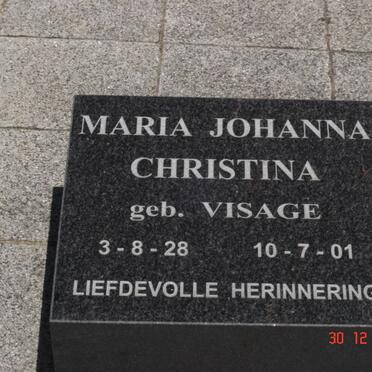 MARIA JOHANNA
CHRISTINA
geb. VISAGE
3 - 8 - 28 10 - 7 - 01
LIEFDEVOLLE HERINNERING
30 12